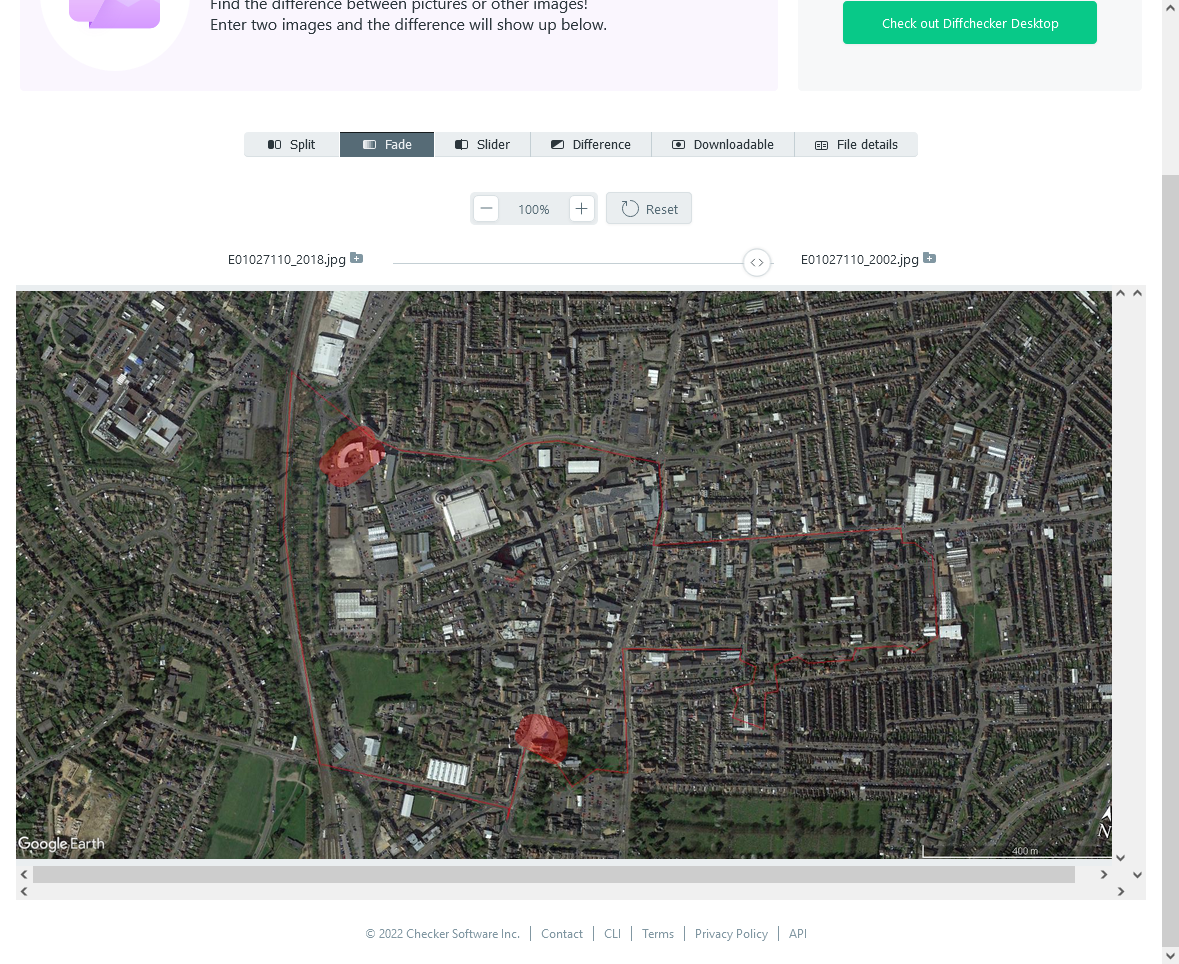 Find the difference between pictures or other images!
Enter two images and the difference will show up below.
Check out Diffchecker Desktop
Split
Fade
Slider
Difference
Downloadable
File details
100%
Reset
E01027110_2018.jpg
E01027110_2002.jpg
N
400 m
Google Earth
© 2022 Checker Software Inc.
Contact
CLI
Terms
Privacy Policy
API